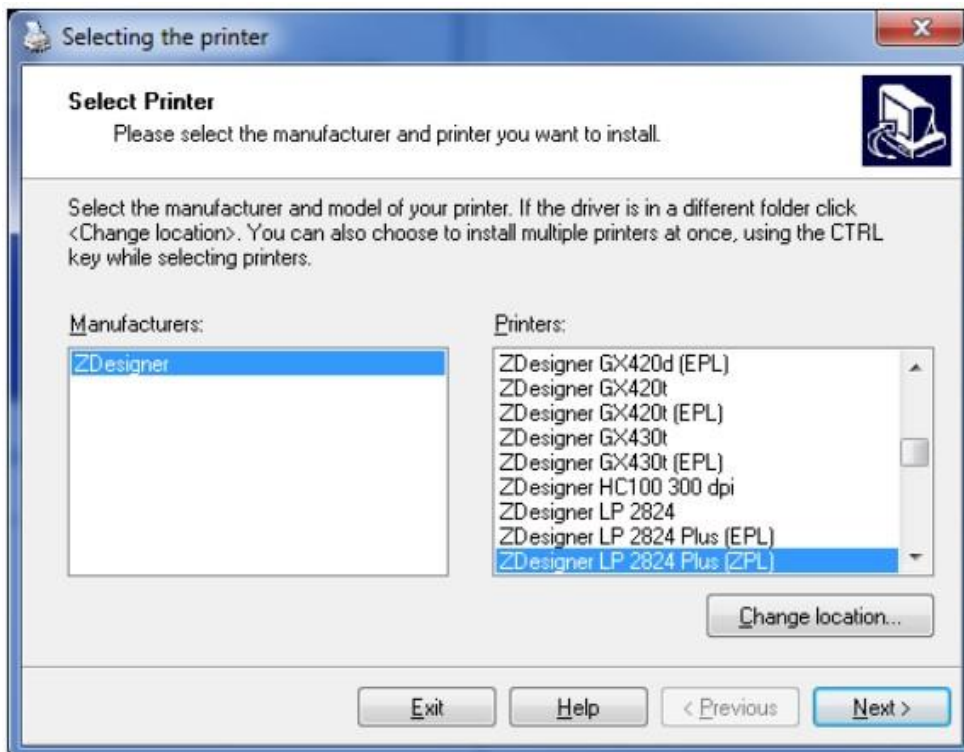 Selecting the printer
Select Printer
Please select the manufacturer and printer you want to install.
Select the manufacturer and model of your printer. If the driver is in a different folder click
<Change location>. You can also choose to install multiple printers at once, using the CTRL
key while selecting printers.
Manufacturers:
ZDesigner
Printers:
ZDesigner GX420d (EPL)
ZDesigner GX420t
ZDesigner GX420t (EPL)
ZDesigner GX430t
ZDesigner GX430t (EPL)
ZDesigner HC100 300 dpi
ZDesigner LP 2824
ZDesigner LP 2824 Plus (EPL)
ZDesigner LP 2824 Plus (ZPL)
Change location...
Exit
Help
< Previous
Next >